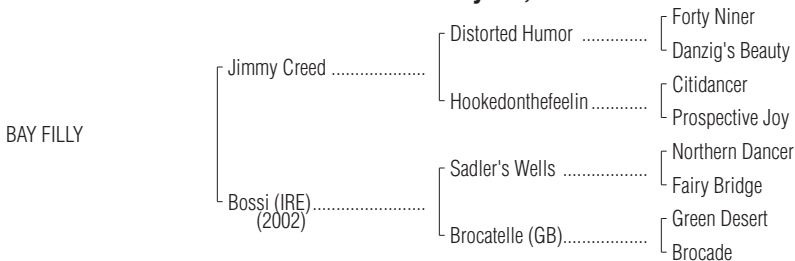 Forty Niner
Distorted Humor ..............
Danzig's Beauty
Jimmy Creed .....................
Citidancer
Hookedonthefeelin ............
Prospective Joy
BAY FILLY
Northern Dancer
Sadler's Wells ..................
Fairy Bridge
Bossi (IRE).........................
(2002)
Green Desert
Brocatelle (GB)..................
Brocade